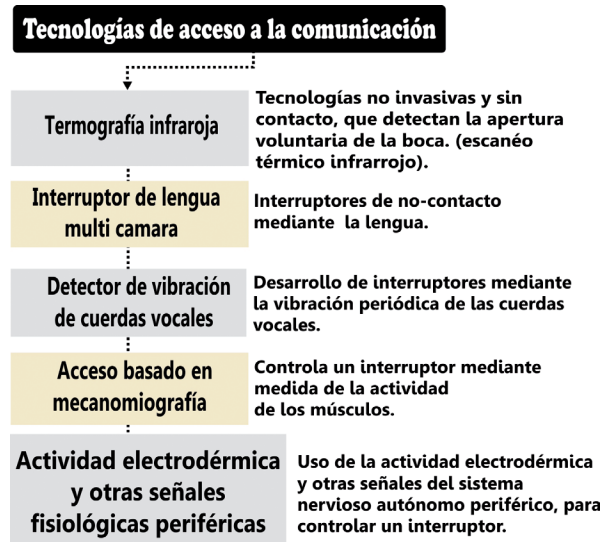 Tecnologías de acceso a la comunicación
Termografía infraroja
Tecnologías no invasivas y sin
contacto, que detectan la apertura
voluntaria de la boca. (escanéo
térmico infrarrojo).
Interruptor de lengua
multi camara
Interruptores de no-contacto
mediante la lengua.
Detector de vibración
de cuerdas vocales
Desarrollo de interruptores mediante
la vibración periódica de las cuerdas
vocales.
Acceso basado en
mecanomiografía
Controla un interruptor mediante
medida de la actividad
de los músculos.
Actividad electrodérmica
y otras señales
fisiológicas periféricas
Uso de la actividad electrodérmica
y otras señales del sistema
nervioso autónomo periférico, para
controlar un interruptor.